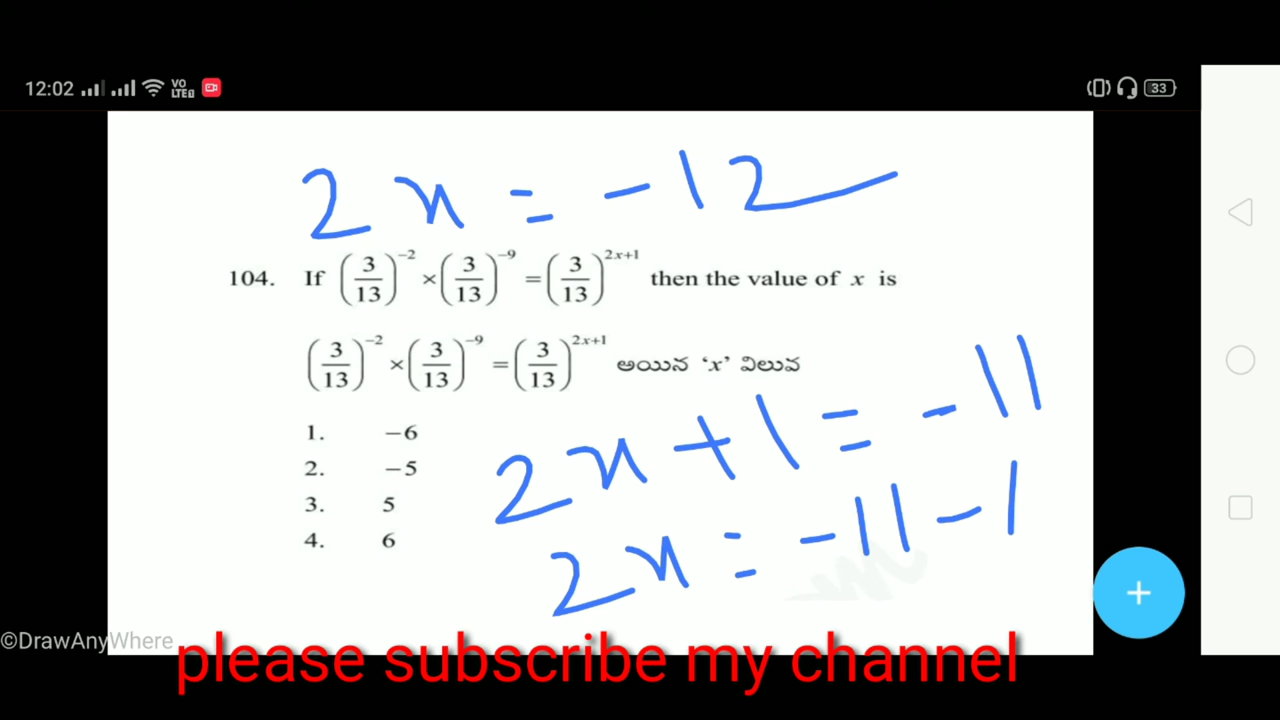 12:02 VO LTE 33
2x = -12
104. If (3/13)^-2 × (3/13)^-9 = (3/13)^2x+1 then the value of x is
(3/13)^-2 × (3/13)^-9 = (3/13)^2x+1 అయిన ‘x’ విలువ
1. -6
2. -5
3. 5
4. 6
2x + 1 = -11
2x = -11 - 1
©DrawAnyWhere
please subscribe my channel